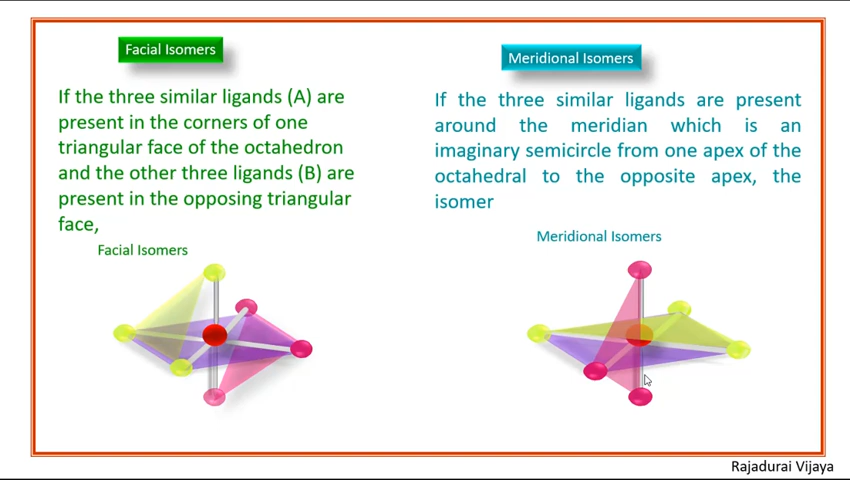 Facial Isomers
If the three similar ligands (A) are
present in the corners of one
triangular face of the octahedron
and the other three ligands (B) are
present in the opposing triangular
face,
Facial Isomers
Meridional Isomers
If the three similar ligands are present
around the meridian which is an
imaginary semicircle from one apex of the
octahedral to the opposite apex, the
isomer
Meridional Isomers
Rajadurai Vijaya